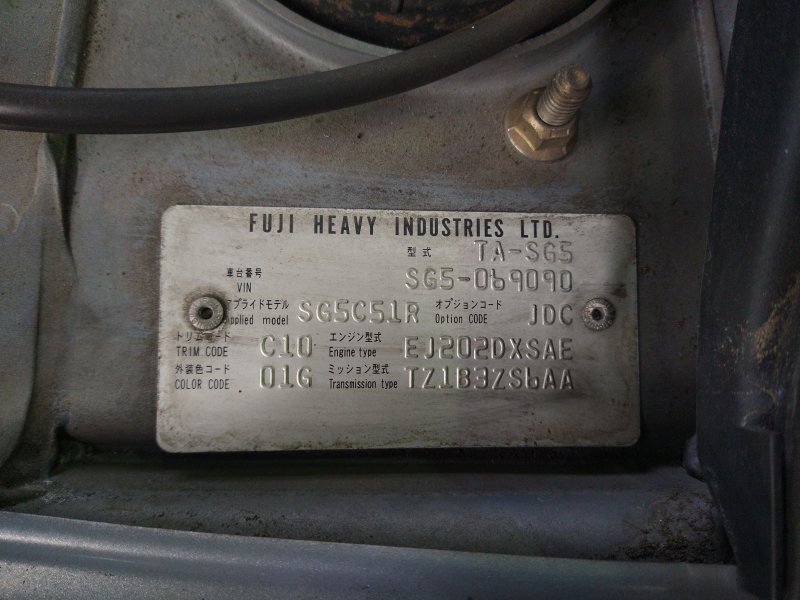 FUJI HEAVY INDUSTRIES LTD.
型式 TA-SG5
車台番号 SG5-069090
VIN
プライドモデル SG5C51R オプションコード JDC
pplied model Option CODE
トリムコード C10 エンジン型式 EJ202DXSAE
TRIM CODE Engine type
外装色コード 01G ミッション型式 TZ1B3ZS6AA
COLOR CODE Transmission type